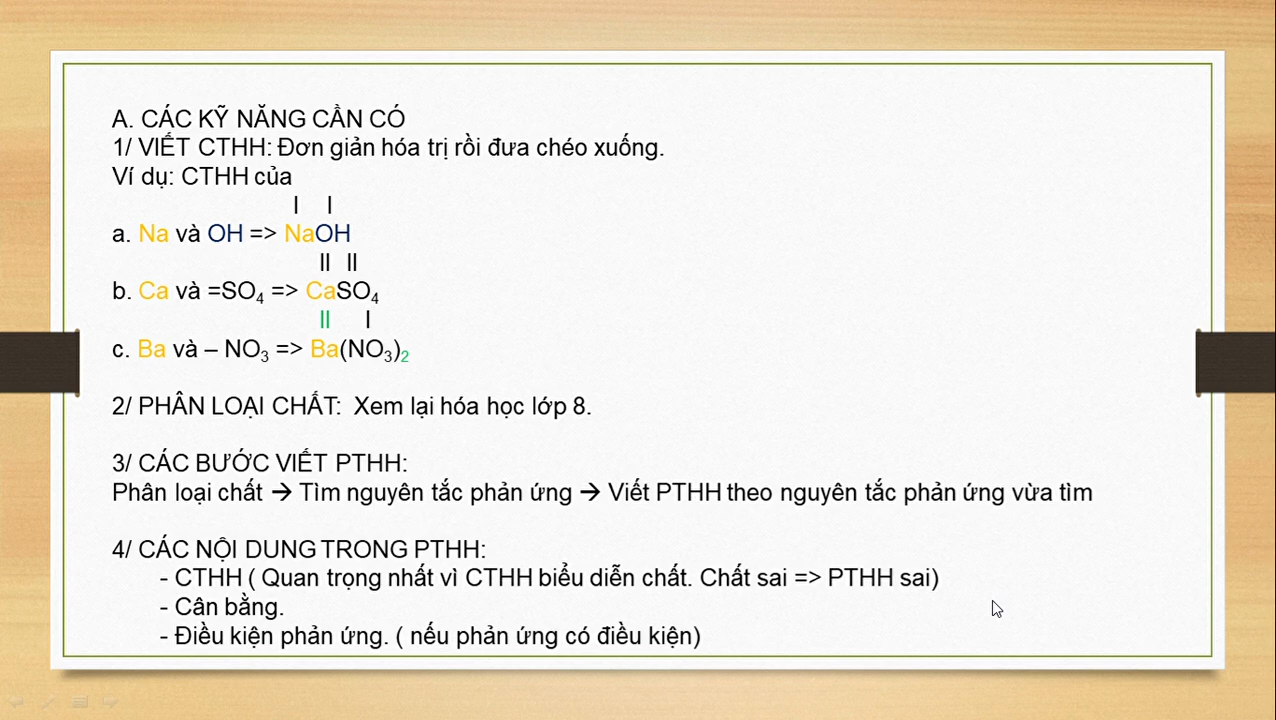 A. CÁC KỸ NĂNG CẦN CÓ
1/ VIẾT CTHH: Đơn giản hóa trị rồi đưa chéo xuống.
Ví dụ: CTHH của
I I
a. Na và OH => NaOH
II II
b. Ca và =SO₄ => CaSO₄
II I
c. Ba và – NO₃ => Ba(NO₃)₂
2/ PHÂN LOẠI CHẤT: Xem lại hóa học lớp 8.
3/ CÁC BƯỚC VIẾT PTHH:
Phân loại chất → Tìm nguyên tắc phản ứng → Viết PTHH theo nguyên tắc phản ứng vừa tìm
4/ CÁC NỘI DUNG TRONG PTHH:
- CTHH ( Quan trọng nhất vì CTHH biểu diễn chất. Chất sai => PTHH sai)
- Cân bằng.
- Điều kiện phản ứng. ( nếu phản ứng có điều kiện)